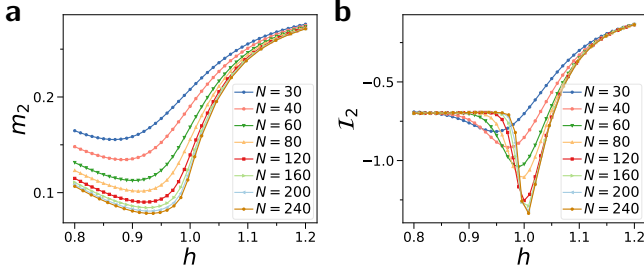 a
m₂
0.2
0.1
0.8 0.9 1.0 1.1 1.2
h
N = 30
N = 40
N = 60
N = 80
N = 120
N = 160
N = 200
N = 240
b
ℐ₂
−0.5
−1.0
0.8 0.9 1.0 1.1 1.2
h
N = 30
N = 40
N = 60
N = 80
N = 120
N = 160
N = 200
N = 240